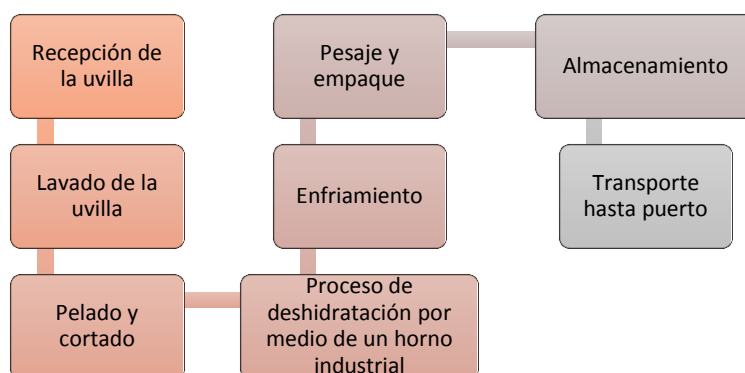 Recepción de
la uvilla
Lavado de la
uvilla
Pelado y
cortado
Proceso de
deshidratación por
medio de un horno
industrial
Enfriamiento
Pesaje y
empaque
Almacenamiento
Transporte
hasta puerto